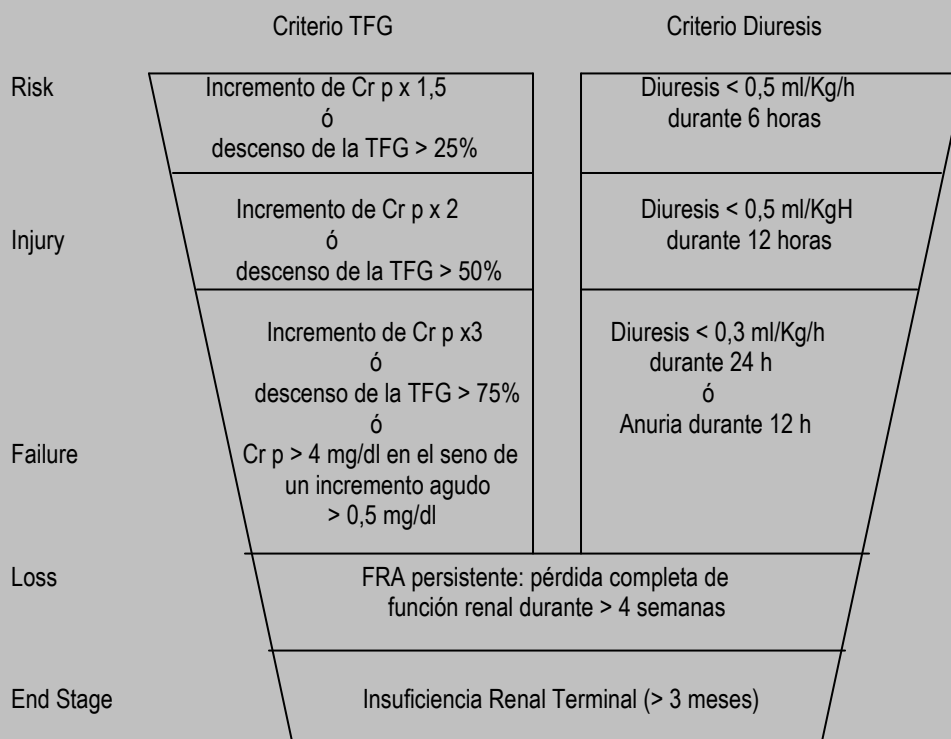 Criterio TFG
Criterio Diuresis
Risk
Incremento de Cr p x 1,5
ó
descenso de la TFG > 25%
Diuresis < 0,5 ml/Kg/h
durante 6 horas
Injury
Incremento de Cr p x 2
ó
descenso de la TFG > 50%
Diuresis < 0,5 ml/KgH
durante 12 horas
Failure
Incremento de Cr p x3
ó
descenso de la TFG > 75%
ó
Cr p > 4 mg/dl en el seno de
un incremento agudo
> 0,5 mg/dl
Diuresis < 0,3 ml/Kg/h
durante 24 h
ó
Anuria durante 12 h
Loss
FRA persistente: pérdida completa de
función renal durante > 4 semanas
End Stage
Insuficiencia Renal Terminal (> 3 meses)